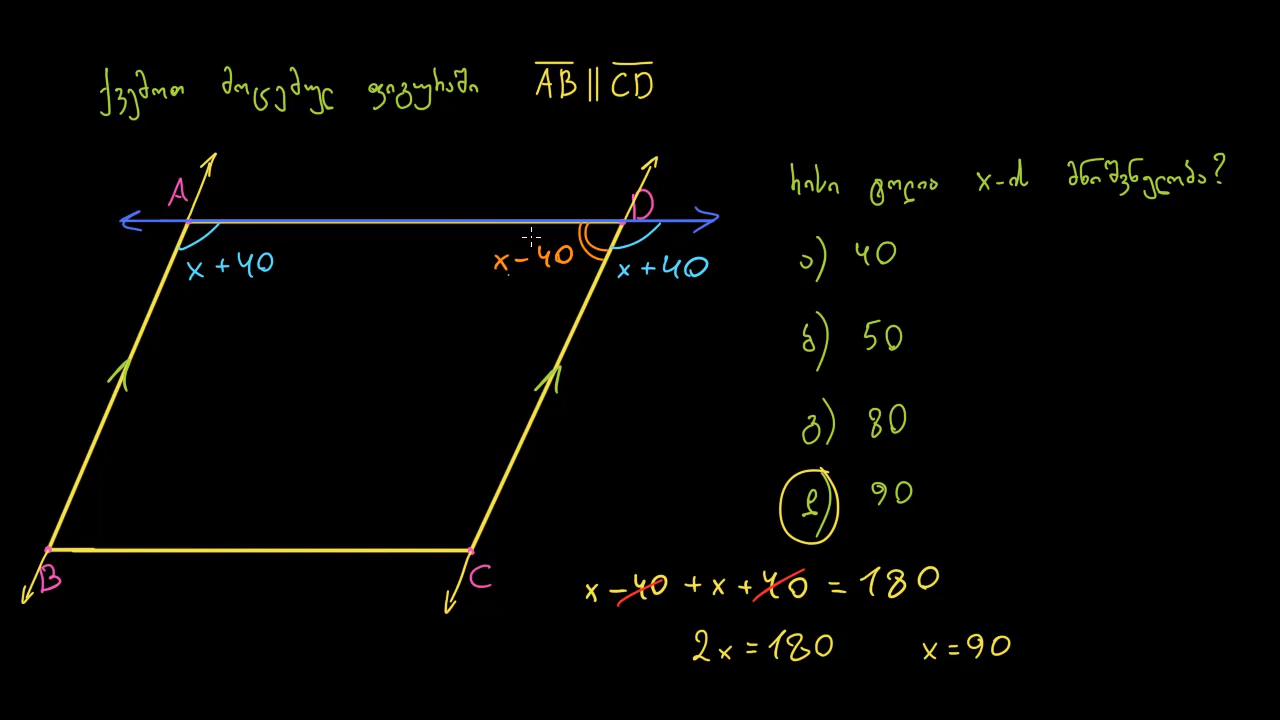 ქვემოთ მოცემულ ფიგურაში AB || CD
რისი ტოლია x-ის მნიშვნელობა?
ა) 40
ბ) 50
გ) 80
დ) 90
A
D
x + 40
x - 40
x + 40
B
C
x - 40 + x + 40 = 180
2x = 180 x = 90